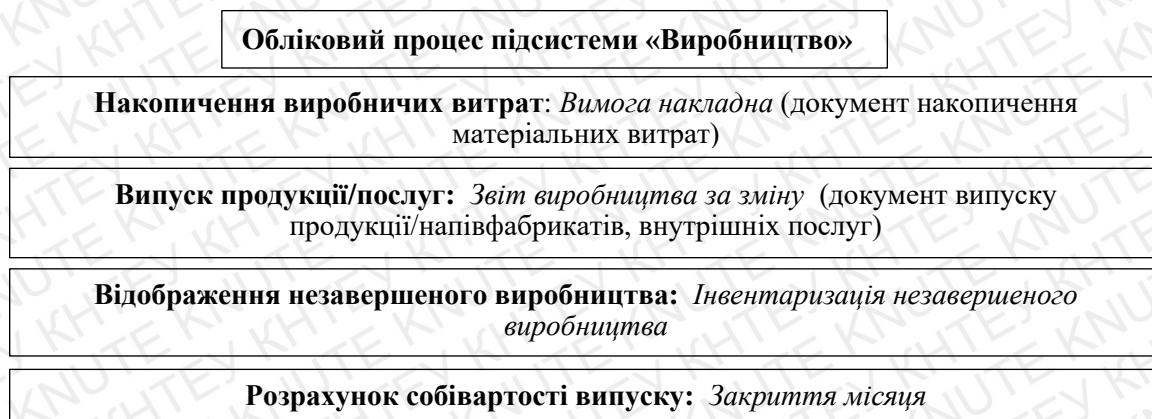 Обліковий процес підсистеми «Виробництво»
Накопичення виробничих витрат: Вимога накладна (документ накопичення
матеріальних витрат)
Випуск продукції/послуг: Звіт виробництва за зміну (документ випуску
продукції/напівфабрикатів, внутрішніх послуг)
Відображення незавершеного виробництва: Інвентаризація незавершеного
виробництва
Розрахунок собівартості випуску: Закриття місяця